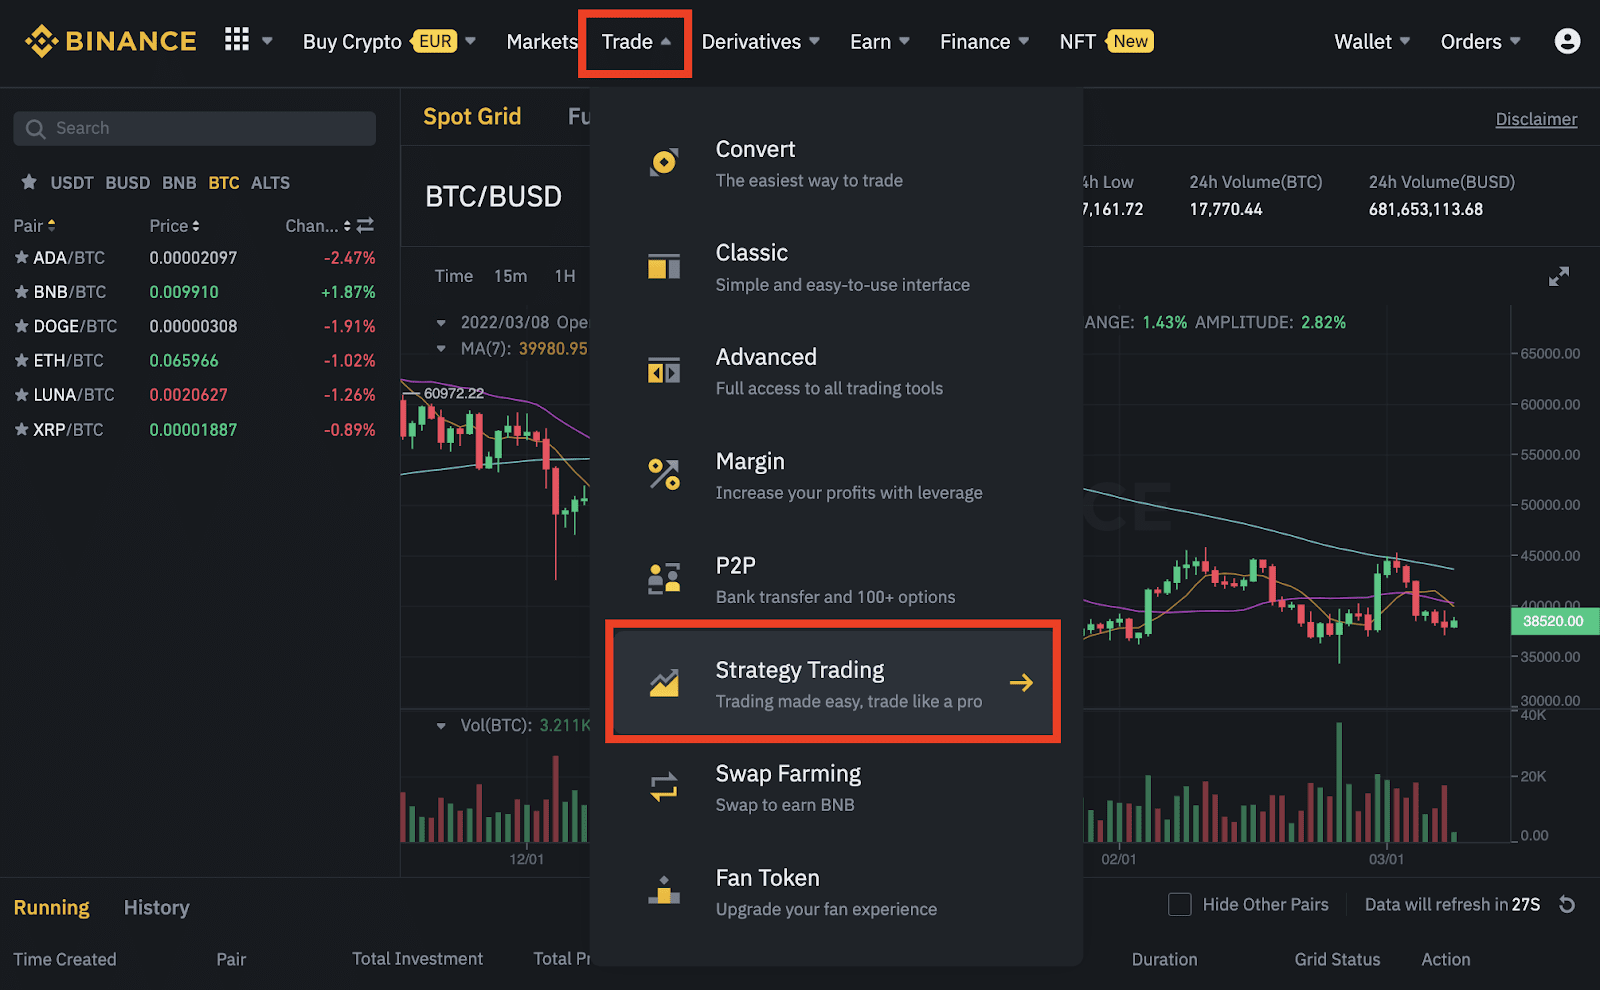 BINANCE
Buy Crypto EUR
Markets
Trade
Derivatives
Earn
Finance
NFT New
Wallet
Orders
Search
Spot Grid
Fu
Disclaimer
USDT BUSD BNB BTC ALTS
Pair Price Chan...
ADA/BTC 0.00002097 -2.47%
BNB/BTC 0.009910 +1.87%
DOGE/BTC 0.00000308 -1.91%
ETH/BTC 0.065966 -1.02%
LUNA/BTC 0.0020627 -1.26%
XRP/BTC 0.00001887 -0.89%
BTC/BUSD
4h Low
7,161.72
24h Volume(BTC)
17,770.44
24h Volume(BUSD)
681,653,113.68
Time 15m 1H
2022/03/08 Ope
ANGE: 1.43% AMPLITUDE: 2.82%
MA(7): 39980.95
60972.22
Convert
The easiest way to trade
Classic
Simple and easy-to-use interface
Advanced
Full access to all trading tools
Margin
Increase your profits with leverage
P2P
Bank transfer and 100+ options
Strategy Trading
Trading made easy, trade like a pro
Swap Farming
Swap to earn BNB
Fan Token
Upgrade your fan experience
CE
65000.00
60000.00
55000.00
50000.00
45000.00
40000.00
38520.00
35000.00
30000.00
Vol(BTC): 3.211K
40K
20K
0.00
12/01
02/01
03/01
Running
History
Hide Other Pairs
Data will refresh in 27S
Time Created
Pair
Total Investment
Total Pr
Duration
Grid Status
Action